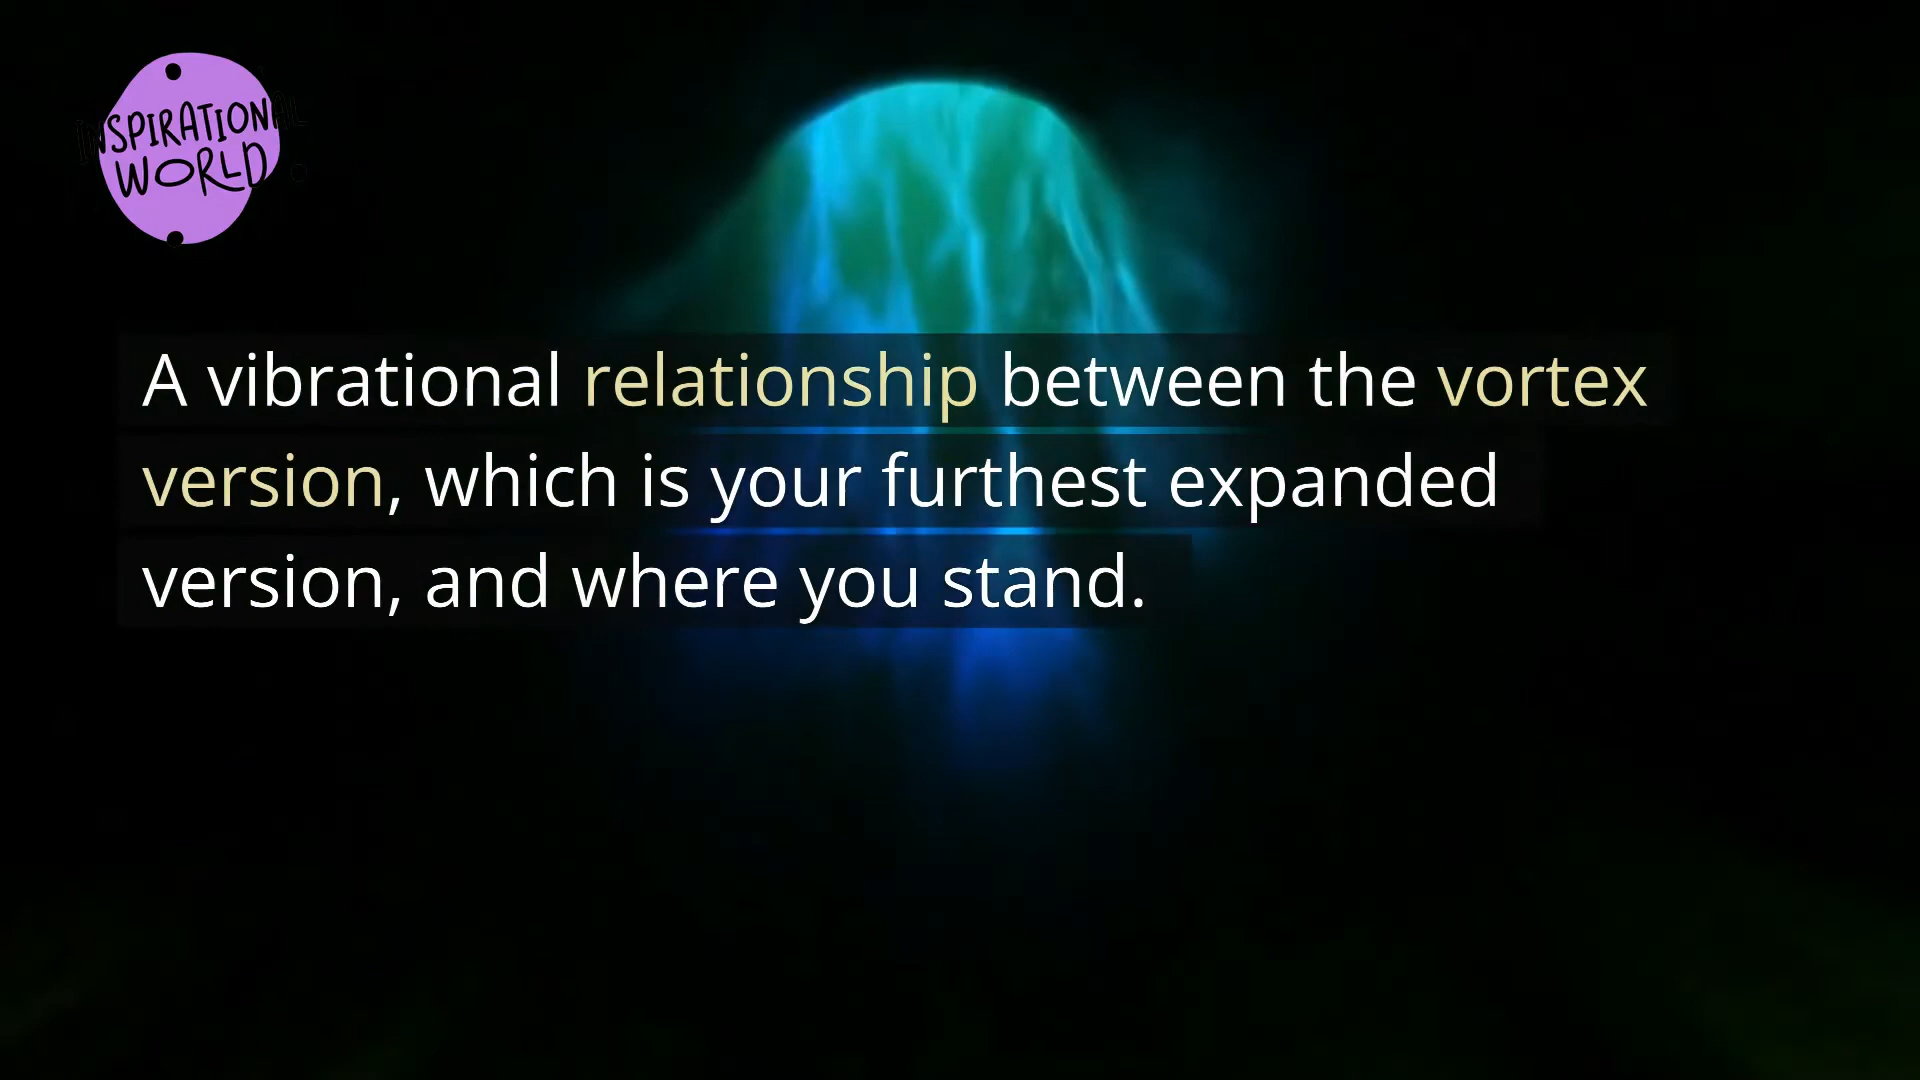 INSPIRATIONAL
WORLD
A vibrational relationship between the vortex
version, which is your furthest expanded
version, and where you stand.